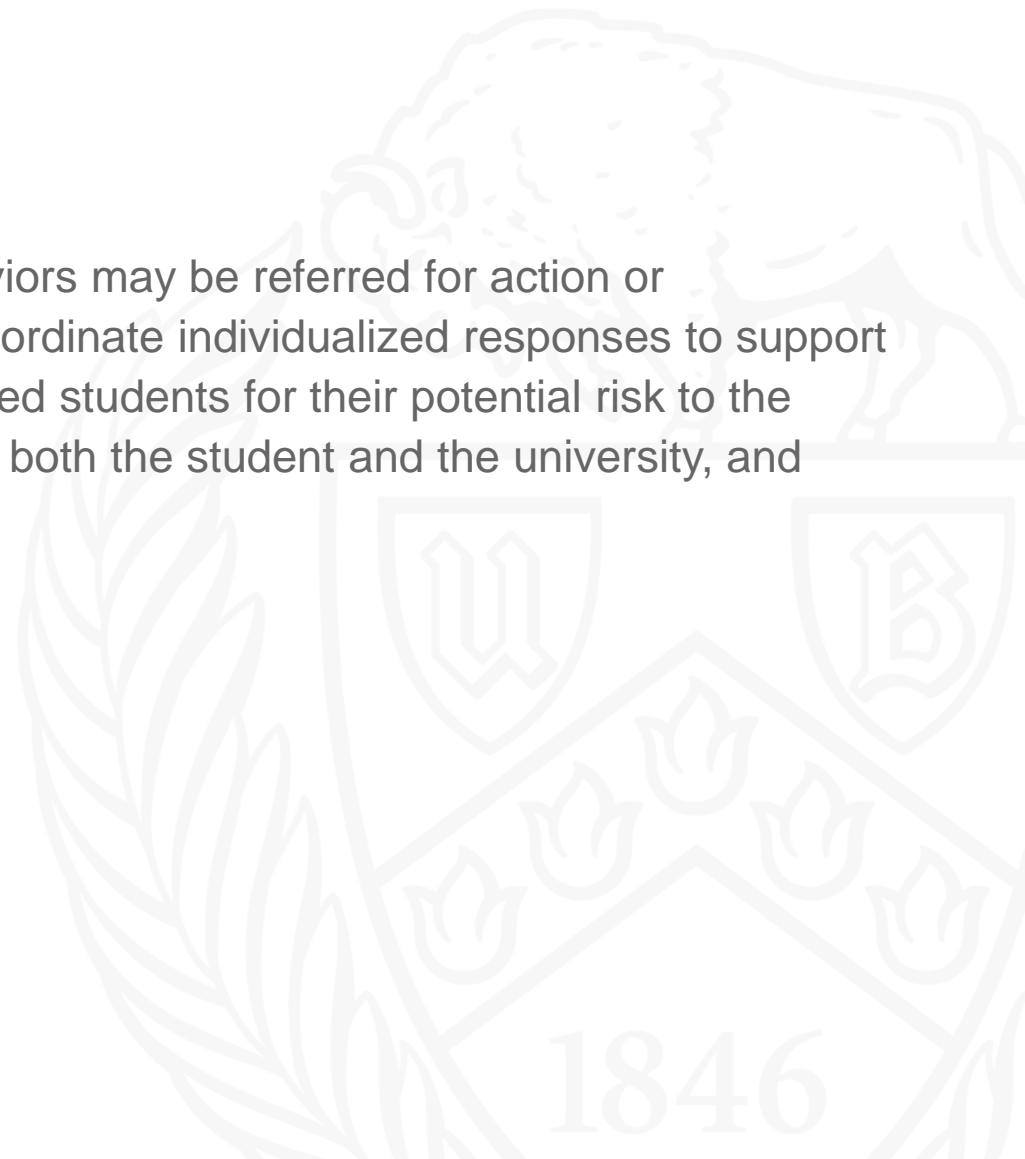 iors may be referred for action or
ordinate individualized responses to support
ed students for their potential risk to the
both the student and the university, and
U B
1846